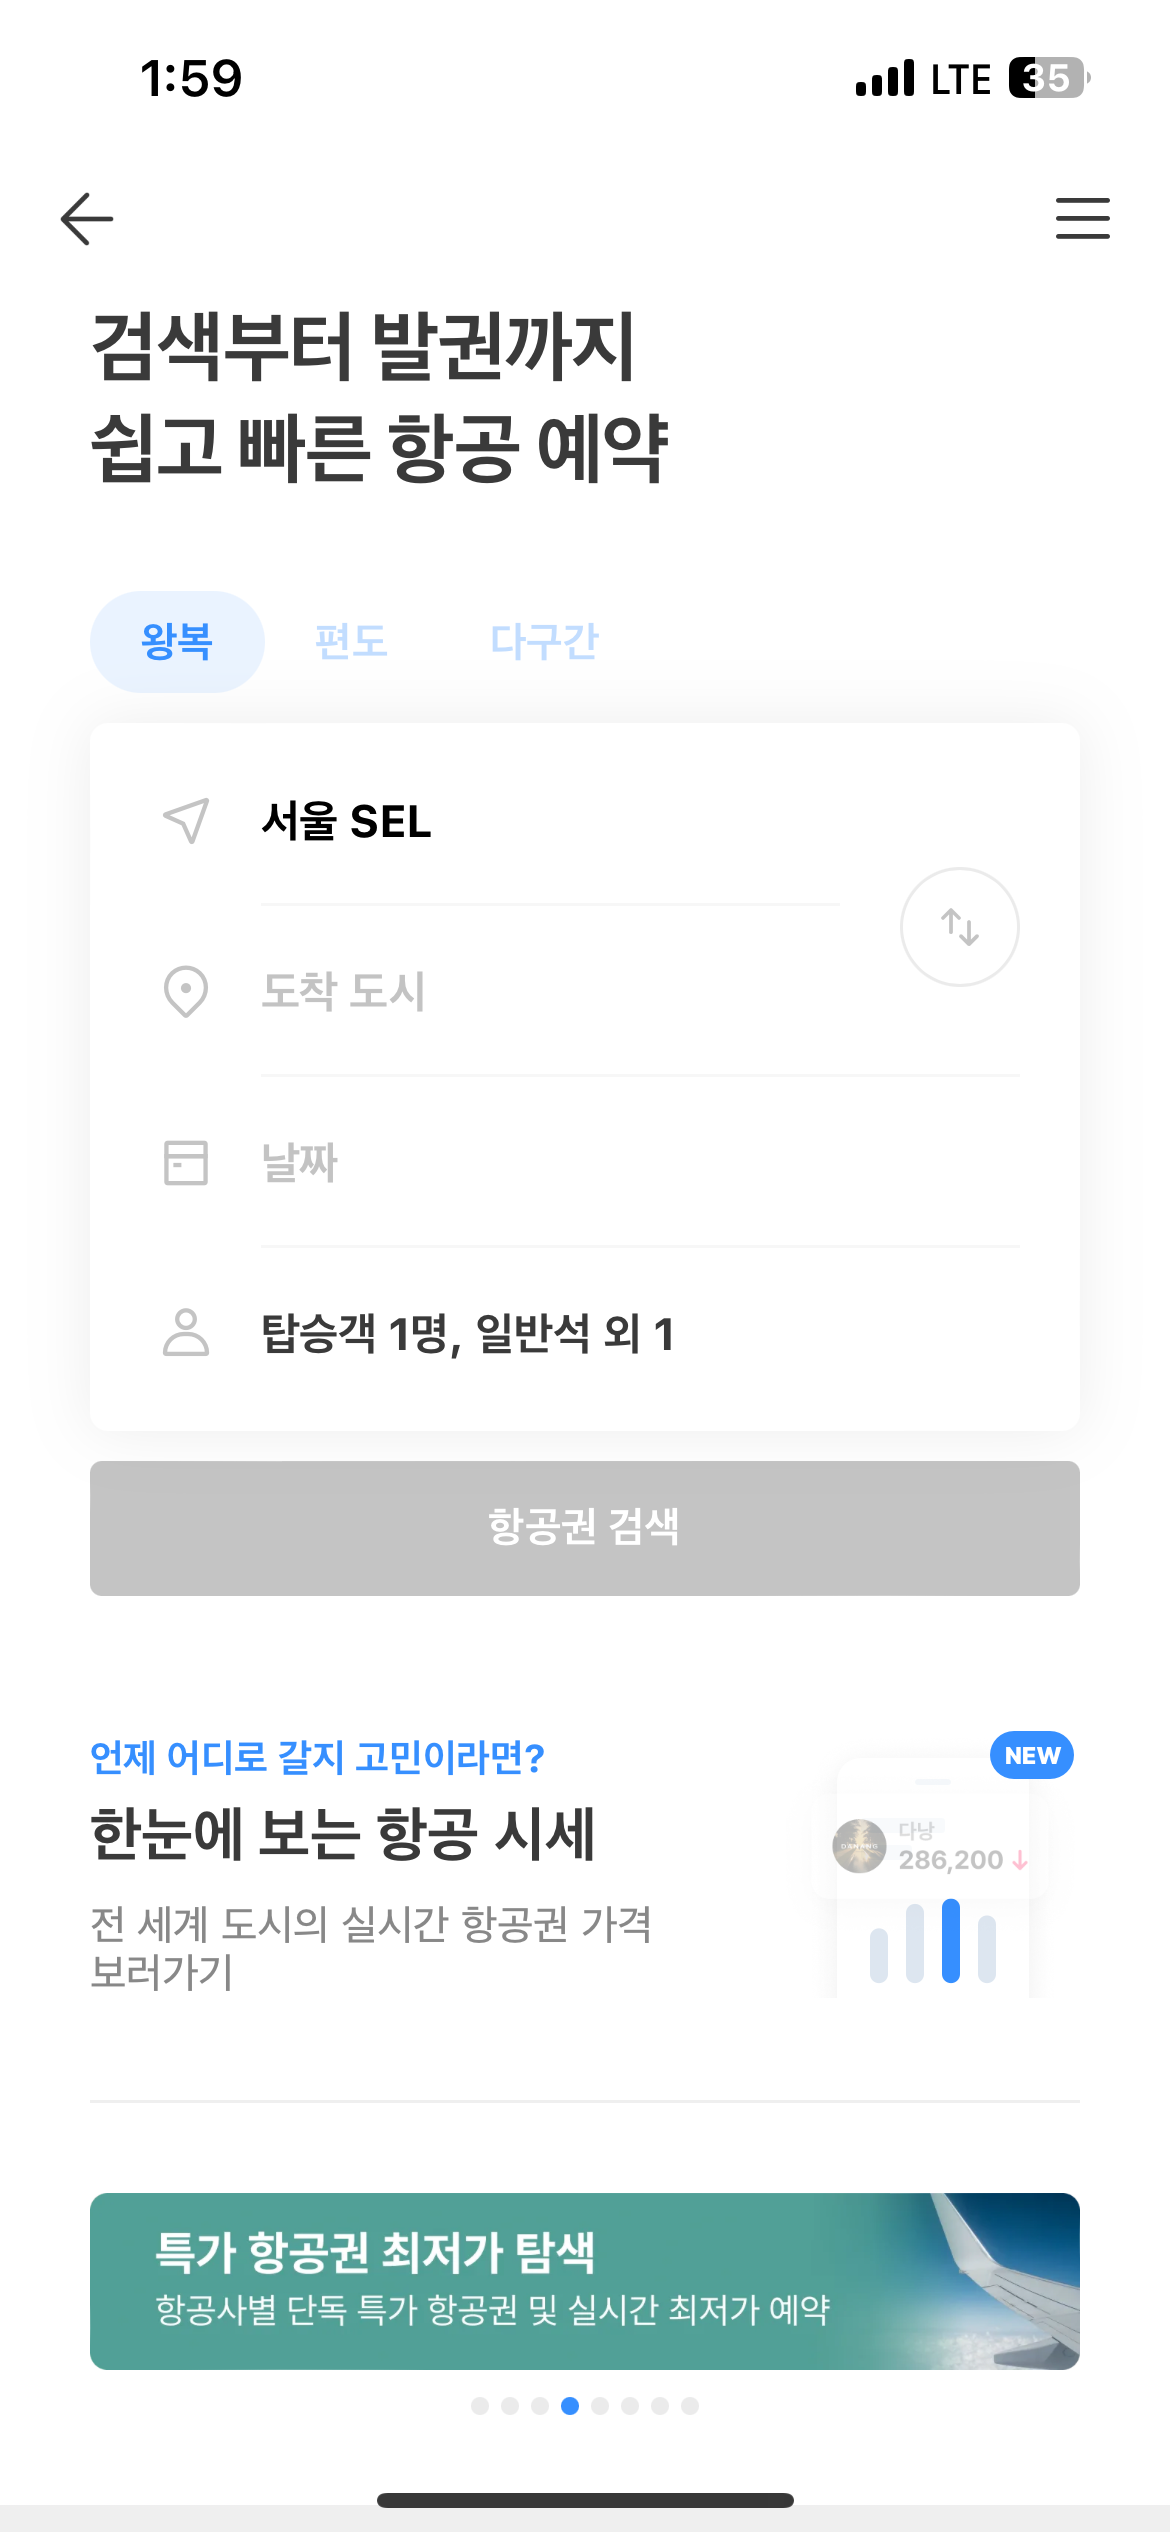 1:59
LTE 35
검색부터 발권까지
쉽고 빠른 항공 예약
왕복 편도 다구간
서울 SEL
도착 도시
날짜
탑승객 1명, 일반석 외 1
항공권 검색
언제 어디로 갈지 고민이라면?
한눈에 보는 항공 시세
전 세계 도시의 실시간 항공권 가격
보러가기
NEW
다낭
DANANG
286,200
특가 항공권 최저가 탐색
항공사별 단독 특가 항공권 및 실시간 최저가 예약